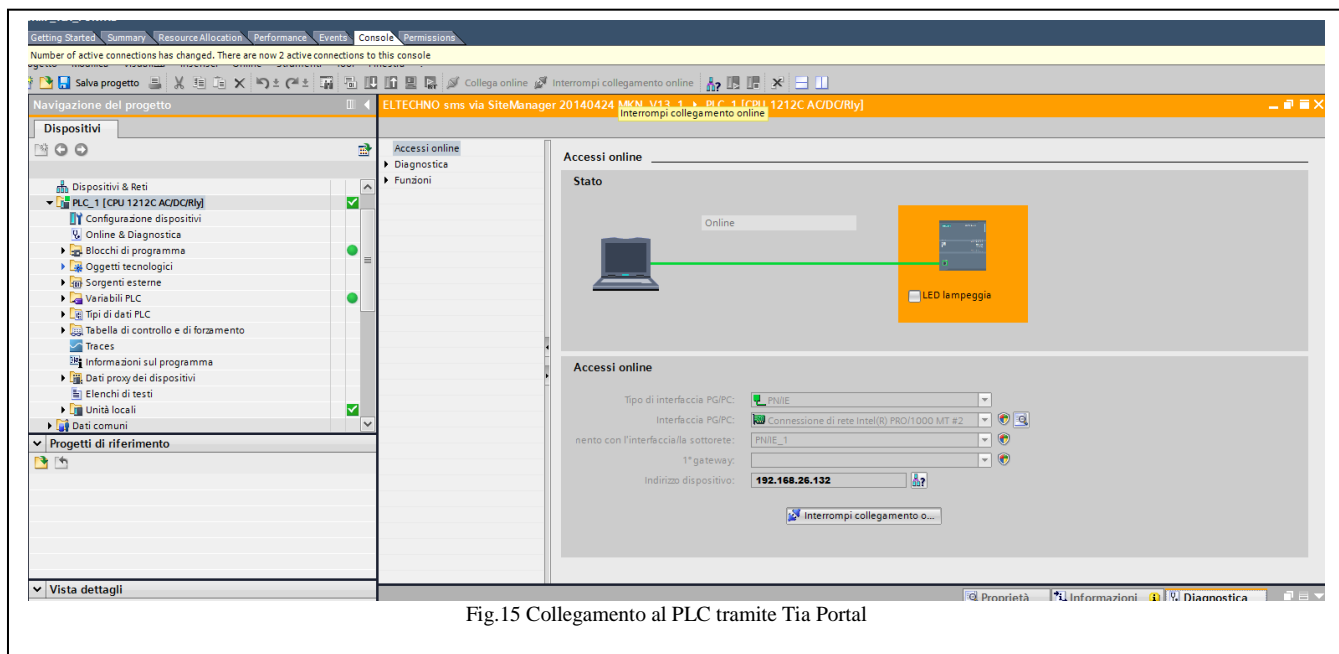 Getting Started Summary Resource Allocation Performance Events Console Permissions
Number of active connections has changed. There are now 2 active connections to this console
Salva progetto Collega online Interrompi collegamento online
Navigazione del progetto
ELTECHNO sms via SiteManager 20140424 MKN_V13_1 PLC_1 [CPU 1212C AC/DC/Rly]
Interrompi collegamento online
Dispositivi
Dispositivi & Reti
PLC_1 [CPU 1212C AC/DC/Rly]
Configurazione dispositivi
Online & Diagnostica
Blocchi di programma
Oggetti tecnologici
Sorgenti esterne
Variabili PLC
Tipi di dati PLC
Tabella di controllo e di forzamento
Traces
Informazioni sul programma
Dati proxy dei dispositivi
Elenchi di testi
Unità locali
Dati comuni
Progetti di riferimento
Vista dettagli
Accessi online
Diagnostica
Funzioni
Accessi online
Stato
Online
LED lampeggia
Accessi online
Tipo di interfaccia PG/PC: PN/IE
Interfaccia PG/PC: Connessione di rete Intel(R) PRO/1000 MT #2
nento con l'interfaccia/la sottorete: PN/IE_1
1° gateway:
Indirizzo dispositivo: 192.168.26.132
Interrompi collegamento o...
Proprietà Informazioni Diagnostica
Fig.15 Collegamento al PLC tramite Tia Portal